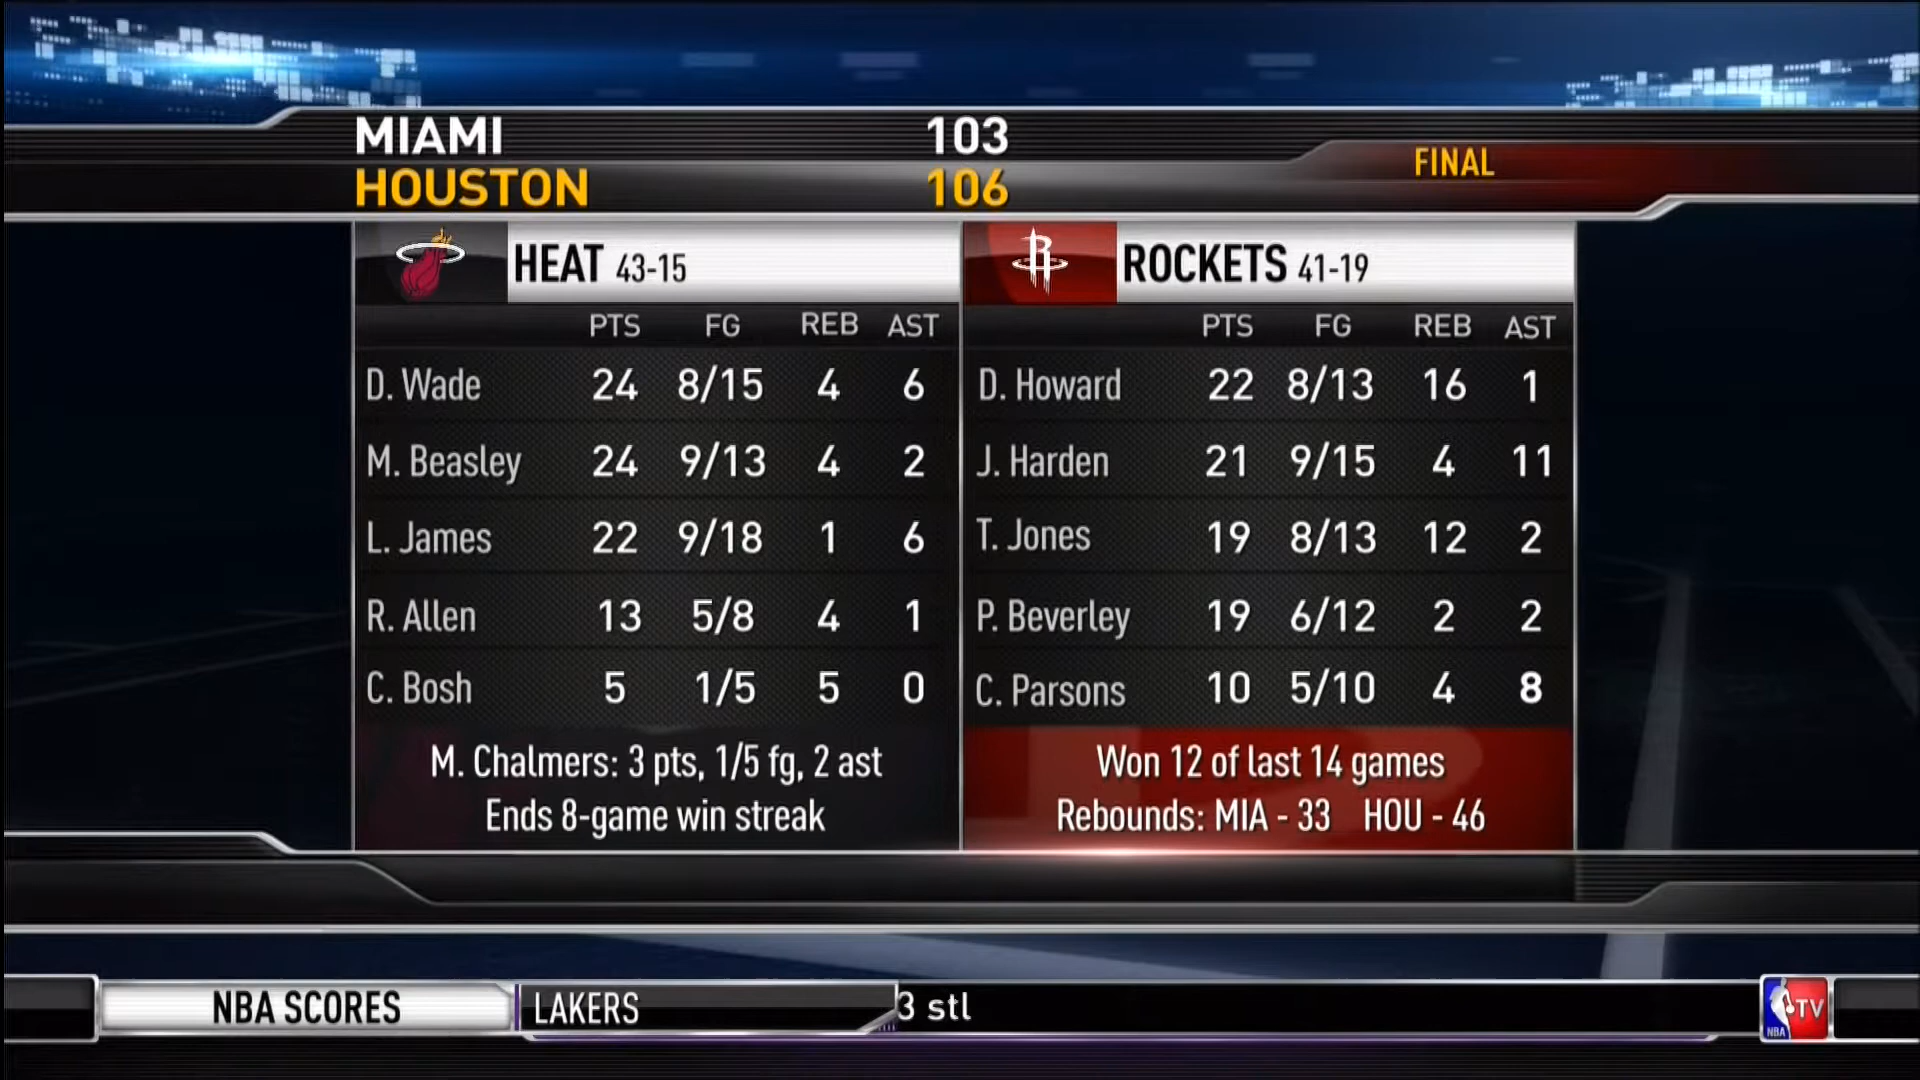 MIAMI 103
HOUSTON 106
FINAL
HEAT 43-15
PTS FG REB AST
D. Wade 24 8/15 4 6
M. Beasley 24 9/13 4 2
L. James 22 9/18 1 6
R. Allen 13 5/8 4 1
C. Bosh 5 1/5 5 0
M. Chalmers: 3 pts, 1/5 fg, 2 ast
Ends 8-game win streak
R
ROCKETS 41-19
PTS FG REB AST
D. Howard 22 8/13 16 1
J. Harden 21 9/15 4 11
T. Jones 19 8/13 12 2
P. Beverley 19 6/12 2 2
C. Parsons 10 5/10 4 8
Won 12 of last 14 games
Rebounds: MIA - 33 HOU - 46
NBA SCORES LAKERS 3 stl
NBA TV